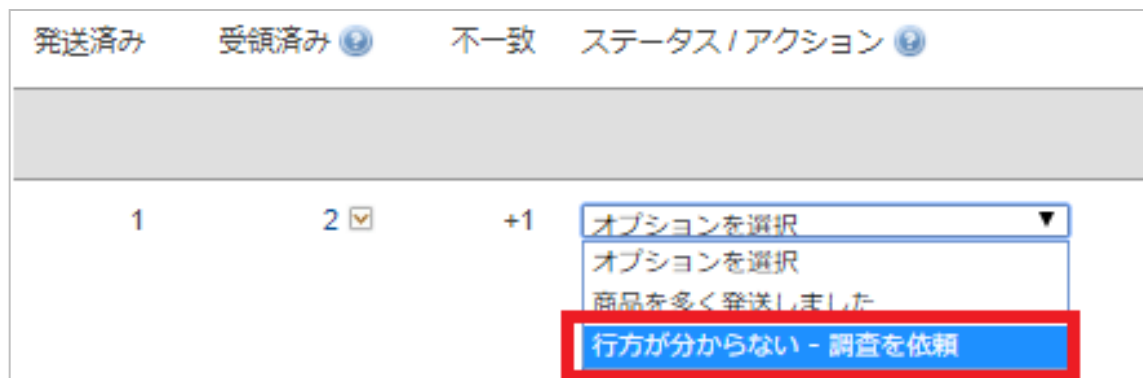 発送済み 受領済み 不一致 ステータス / アクション
1 2 +1 オプションを選択
オプションを選択
商品を多く発送しました
行方が分からない - 調査を依頼